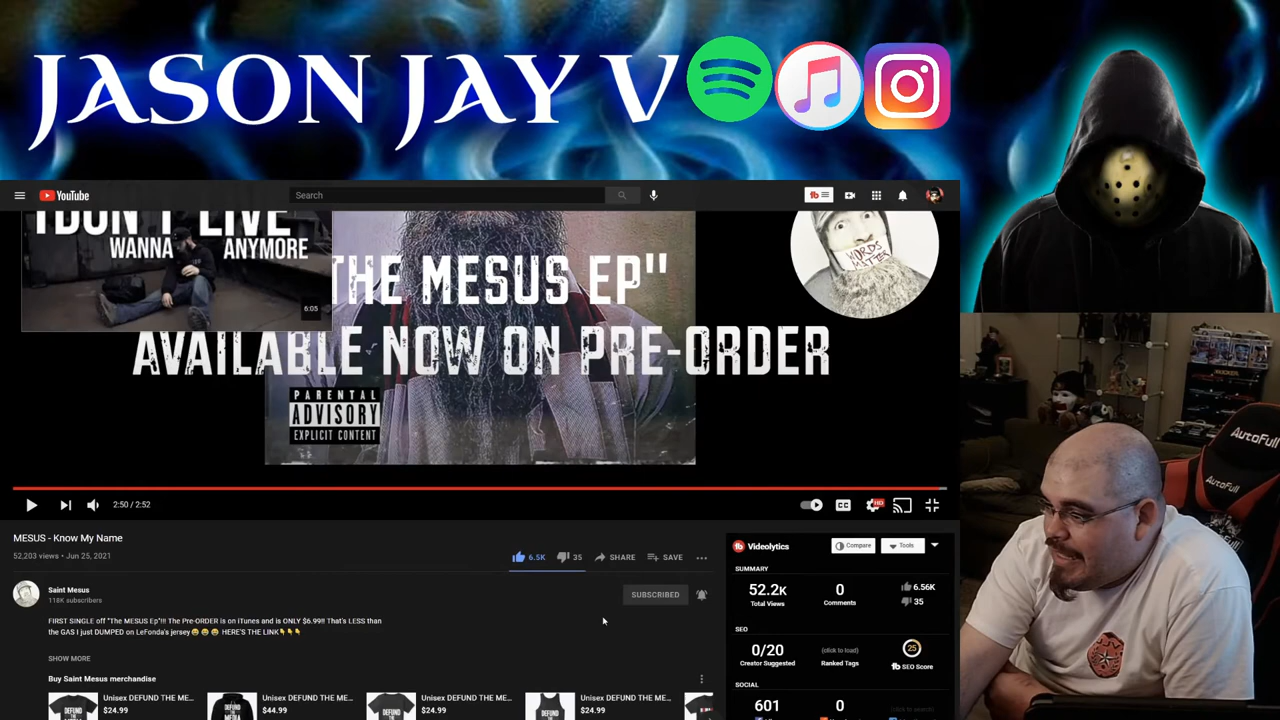 JASON JAY V
YouTube
Search
WANNA
ANYMORE
6:05
WORDS
MATTER
THE MESUS EP"
AVAILABLE NOW ON PRE-ORDER
PARENTAL
ADVISORY
EXPLICIT CONTENT
2:50 / 2:52
CC
HD
MESUS - Know My Name
52,203 views • Jun 25, 2021
6.5K
35
SHARE
SAVE
Saint Mesus
118K subscribers
SUBSCRIBED
FIRST SINGLE off "The MESUS Ep"!!! The Pre-ORDER is on iTunes and is ONLY $6.99!! That's LESS than
the GAS I just DUMPED on LeFonda's jersey😂😂😂 HERE'S THE LINK👇👇👇
SHOW MORE
Buy Saint Mesus merchandise
Unisex DEFUND THE ME...
$24.99
Unisex DEFUND THE ME...
$44.99
Unisex DEFUND THE ME...
$24.99
Unisex DEFUND THE ME...
$24.99
Videolytics
Compare
Tools
SUMMARY
52.2K
Total Views
0
Comments
6.56K
35
SEO
0/20
Creator Suggested
(click to load)
Ranked Tags
25
SEO Score
SOCIAL
601
0
(click to search)
AutoFull
AutoFull